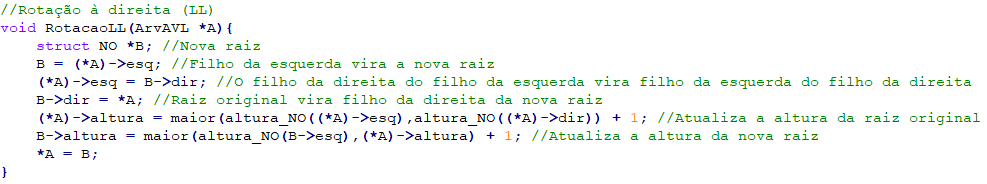 //Rotação à direita (LL)
void RotacaoLL(ArvAVL *A){
    struct NO *B; //Nova raiz
    B = (*A)->esq; //Filho da esquerda vira a nova raiz
    (*A)->esq = B->dir; //O filho da direita do filho da esquerda vira filho da esquerda do filho da direita
    B->dir = *A; //Raiz original vira filho da direita da nova raiz
    (*A)->altura = maior(altura_NO((*A)->esq),altura_NO((*A)->dir)) + 1; //Atualiza a altura da raiz original
    B->altura = maior(altura_NO(B->esq),(*A)->altura) + 1; //Atualiza a altura da nova raiz
    *A = B;
}